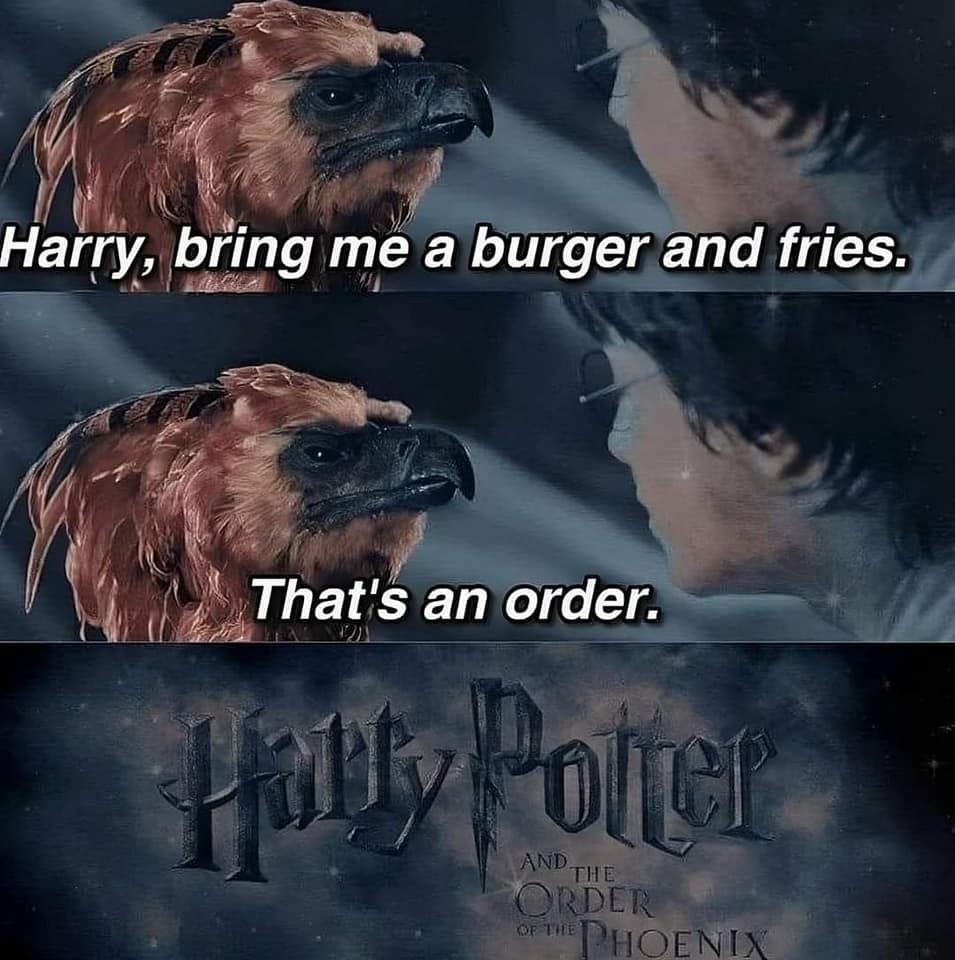 Harry, bring me a burger and fries.
That's an order.
Harry Potter
AND THE
ORDER
OF THE PHOENIX